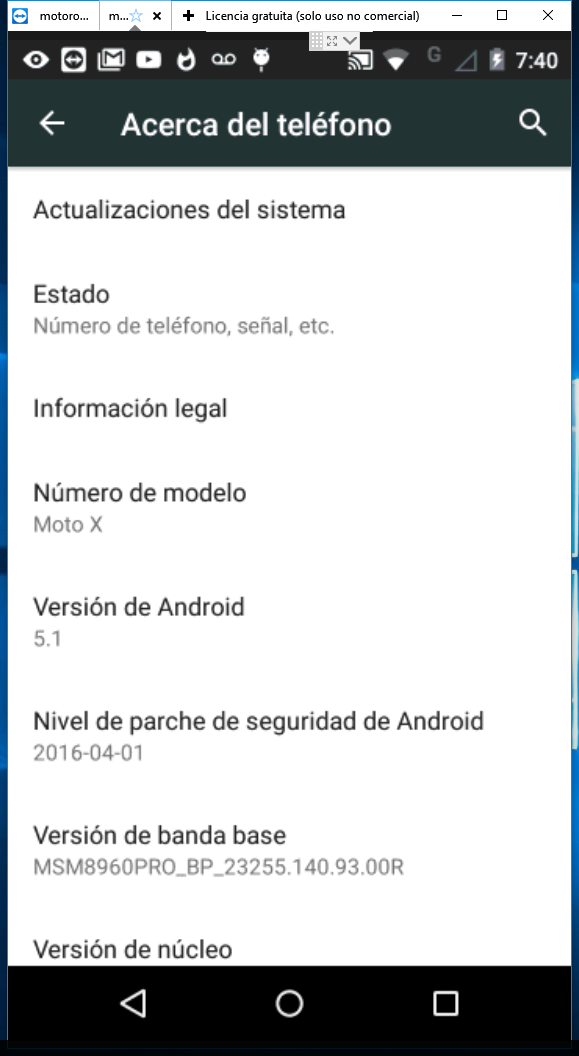 motoro... m... Licencia gratuita (solo uso no comercial)
G 7:40
Acerca del teléfono
Actualizaciones del sistema
Estado
Número de teléfono, señal, etc.
Información legal
Número de modelo
Moto X
Versión de Android
5.1
Nivel de parche de seguridad de Android
2016-04-01
Versión de banda base
MSM8960PRO_BP_23255.140.93.00R
Versión de núcleo